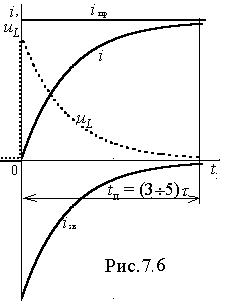 i,
u_L
i пр
i
u_L
0
t
t_п = (3÷5)τ
i св
Рис.7.6